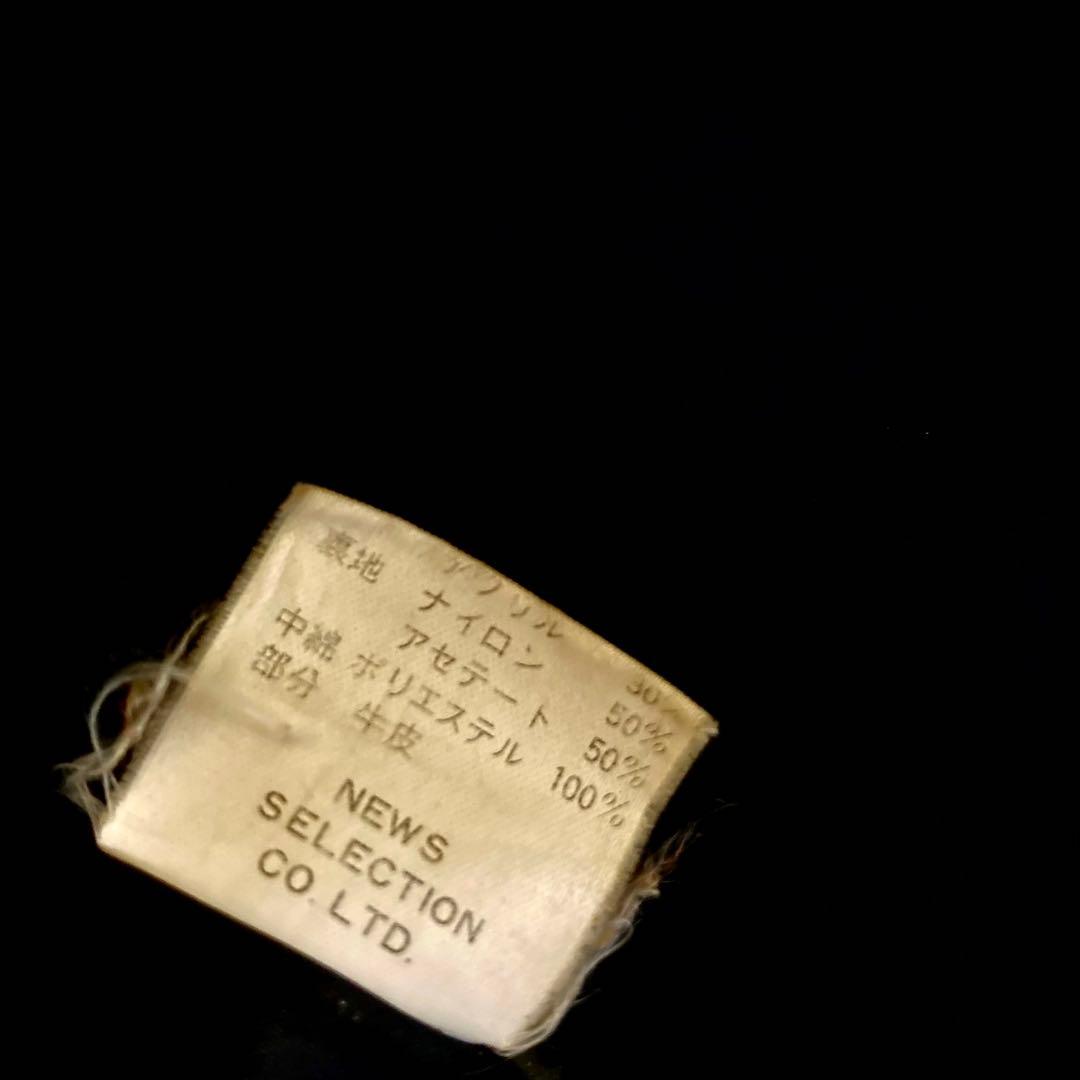 アクリル 30%
裏地 ナイロン 50%
アセテート 50%
中綿 ポリエステル 100%
部分 牛皮
NEWS
SELECTION
CO. LTD.